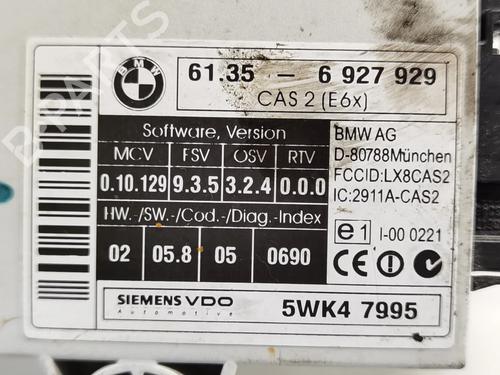 BMW
61.35 - 6 927 929
CAS 2 (E6x)
Software, Version
MCV FSV OSV RTV
0.10.129 9.3.5 3.2.4 0.0.0
HW.-/SW.-/Cod.-/Diag.-Index
02 05.8 05 0690
BMW AG
D-80788München
FCCID:LX8CAS2
IC:2911A-CAS2
e1 I-00 0221
CE
SIEMENS VDO
Automotive
5WK4 7995
B-PARTS